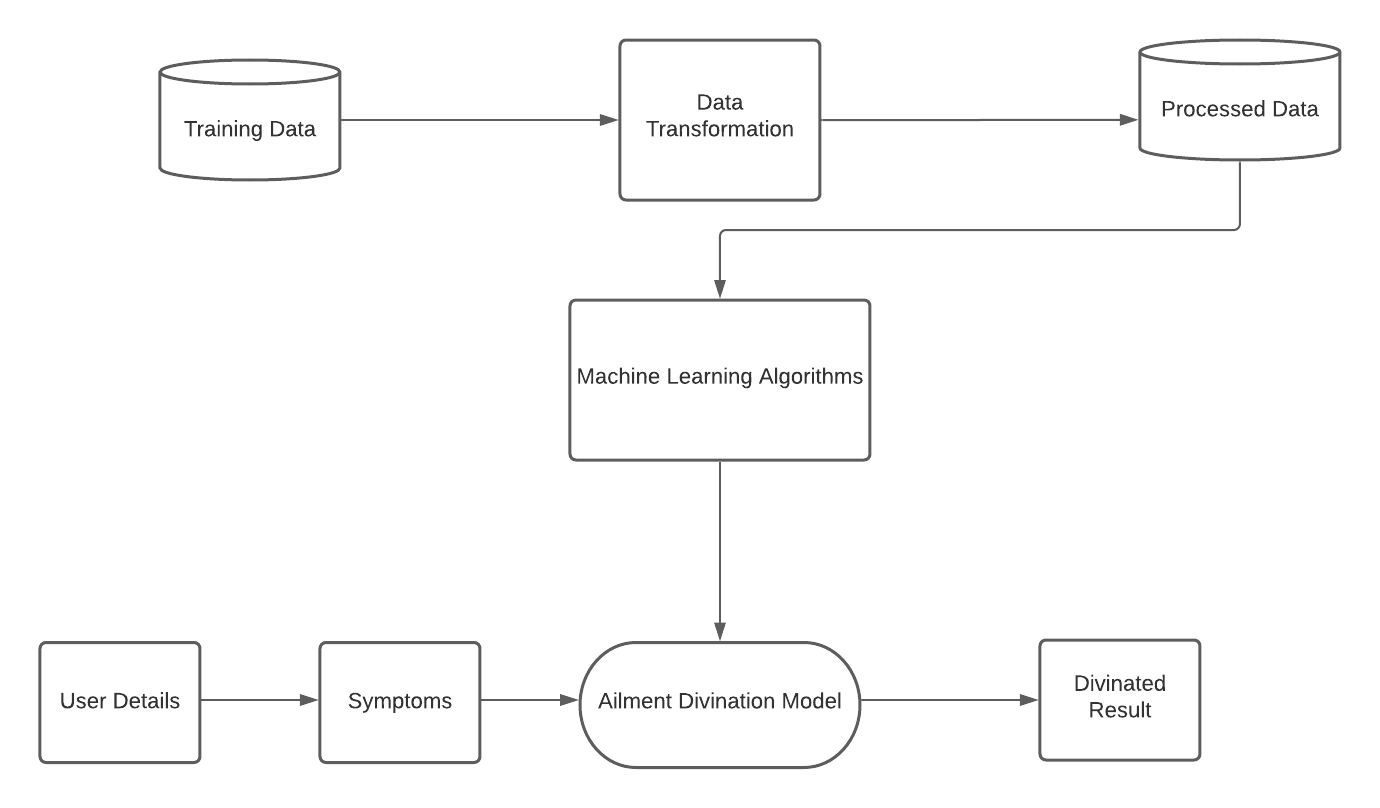 Training Data
Data
Transformation
Processed Data
Machine Learning Algorithms
User Details
Symptoms
Ailment Divination Model
Divinated
Result